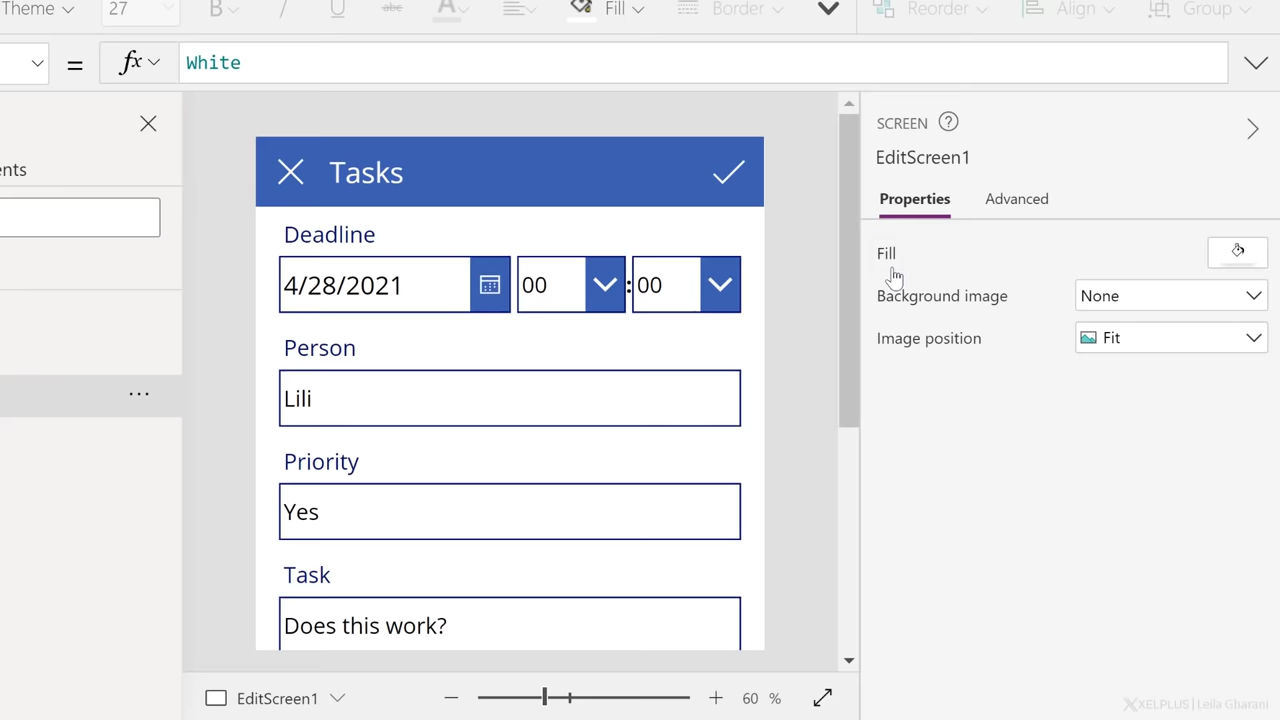 Theme
27
B
/
U
abc
A
Fill
Border
Reorder
Align
Group
=
fx
White
ents
Tasks
Deadline
4/28/2021
00
:
00
Person
Lili
Priority
Yes
Task
Does this work?
SCREEN ?
EditScreen1
Properties
Advanced
Fill
Background image
None
Image position
Fit
EditScreen1
60 %
XELPLUS | Leila Gharani